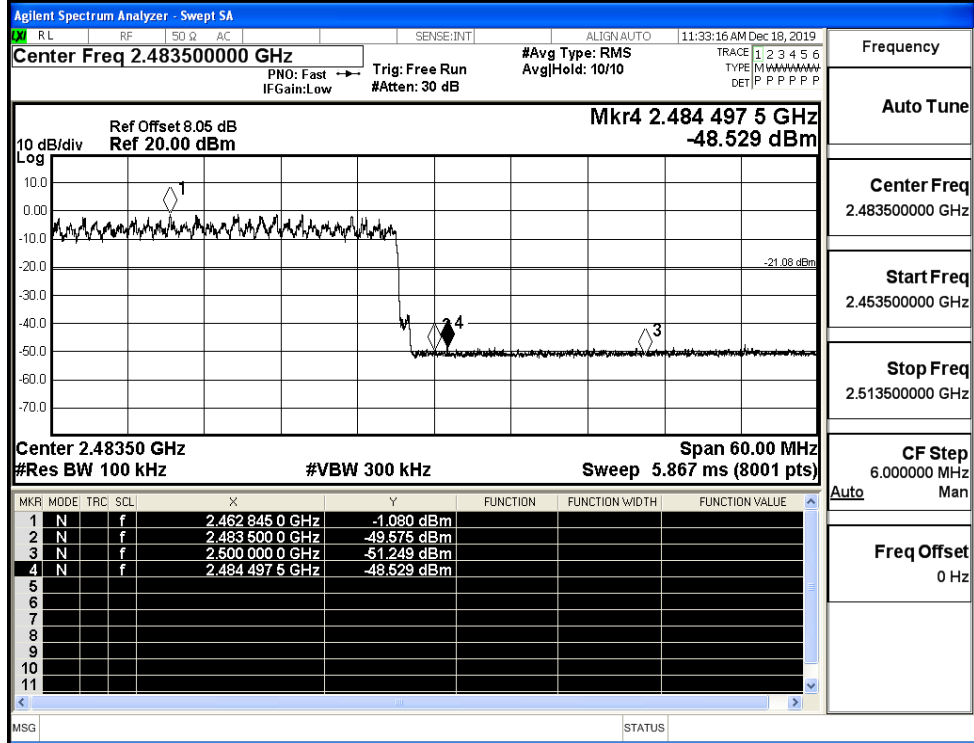 Agilent Spectrum Analyzer - Swept SA
LXI RL RF 50 Ω AC SENSE:INT ALIGNAUTO 11:33:16 AM Dec 18, 2019
Center Freq 2.483500000 GHz
PNO: Fast
IFGain:Low
Trig: Free Run
#Atten: 30 dB
#Avg Type: RMS
Avg|Hold: 10/10
TRACE 1 2 3 4 5 6
TYPE M
DET P P P P P P
Frequency
Auto Tune
Center Freq
2.483500000 GHz
Start Freq
2.453500000 GHz
Stop Freq
2.513500000 GHz
CF Step
6.000000 MHz
Auto Man
Freq Offset
0 Hz
Mkr4 2.484 497 5 GHz
-48.529 dBm
Ref Offset 8.05 dB
10 dB/div Ref 20.00 dBm
Log
10.0
0.00
-10.0
-20.0
-30.0
-40.0
-50.0
-60.0
-70.0
1
-21.08 dBm
2 4
3
Center 2.48350 GHz Span 60.00 MHz
#Res BW 100 kHz #VBW 300 kHz Sweep 5.867 ms (8001 pts)
MKR MODE TRC SCL X Y FUNCTION FUNCTION WIDTH FUNCTION VALUE
1 N f 2.462 845 0 GHz -1.080 dBm
2 N f 2.483 500 0 GHz -49.575 dBm
3 N f 2.500 000 0 GHz -51.249 dBm
4 N f 2.484 497 5 GHz -48.529 dBm
5
6
7
8
9
10
11
MSG STATUS